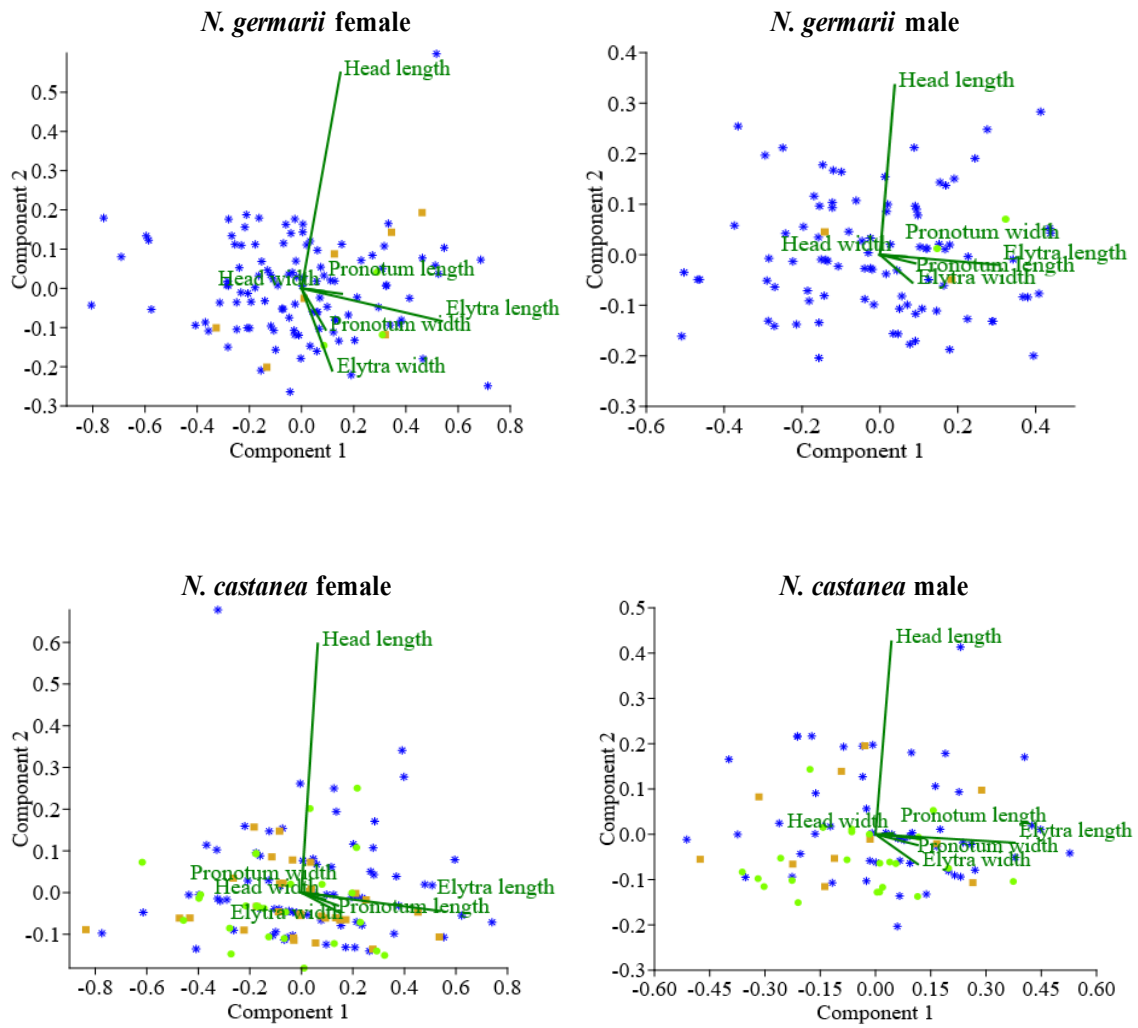 N. germarii female
Component 2
0.5
0.4
0.3
0.2
0.1
0.0
-0.1
-0.2
-0.3
Head length
Head width
Pronotum length
Elytra length
Pronotum width
Elytra width
-0.8 -0.6 -0.4 -0.2 0.0 0.2 0.4 0.6 0.8
Component 1
N. germarii male
Component 2
0.4
0.3
0.2
0.1
0.0
-0.1
-0.2
-0.3
Head length
Pronotum width
Head width
Elytra length
Pronotum length
Elytra width
-0.6 -0.4 -0.2 0.0 0.2 0.4
Component 1
N. castanea female
Component 2
0.6
0.5
0.4
0.3
0.2
0.1
0.0
-0.1
Head length
Pronotum width
Head width
Elytra length
Elytra width
Pronotum length
-0.8 -0.6 -0.4 -0.2 0.0 0.2 0.4 0.6 0.8
Component 1
N. castanea male
Component 2
0.5
0.4
0.3
0.2
0.1
0.0
-0.1
-0.2
-0.3
Head length
Pronotum length
Head width
Elytra length
Pronotum width
Elytra width
-0.60 -0.45 -0.30 -0.15 0.00 0.15 0.30 0.45 0.60
Component 1